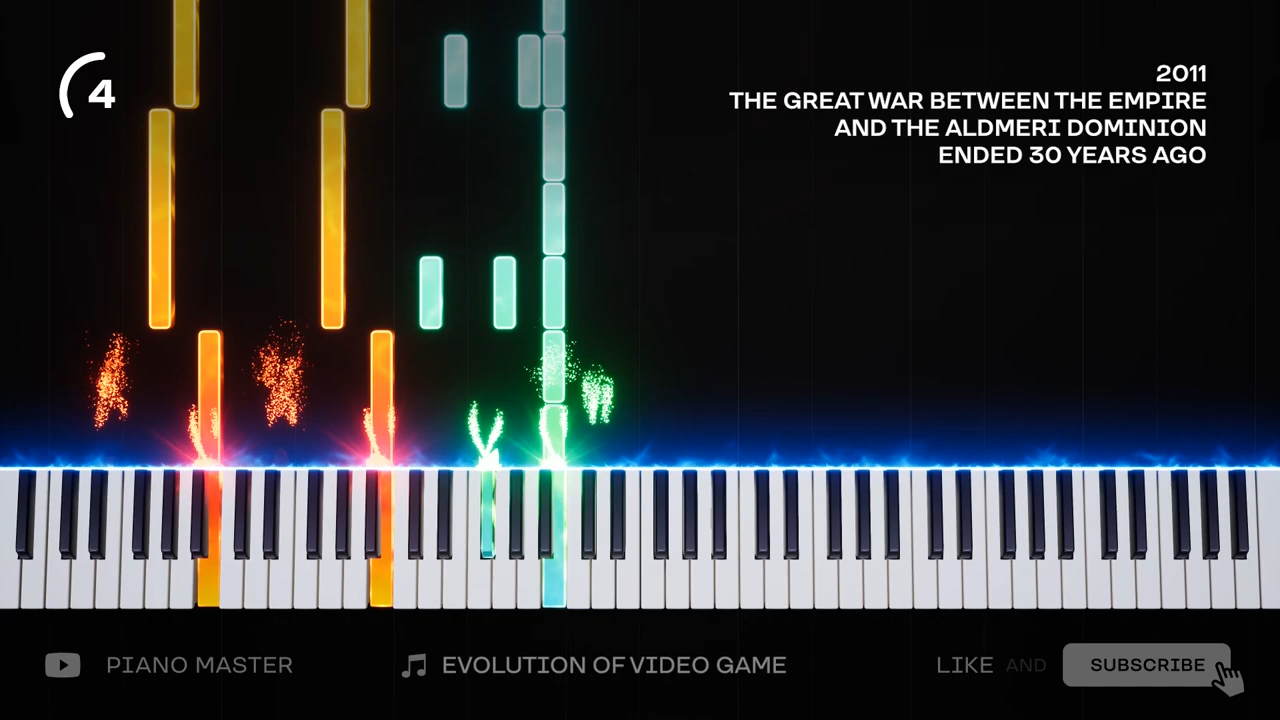 4
2011
THE GREAT WAR BETWEEN THE EMPIRE
AND THE ALDMERI DOMINION
ENDED 30 YEARS AGO
PIANO MASTER
EVOLUTION OF VIDEO GAME
LIKE AND SUBSCRIBE